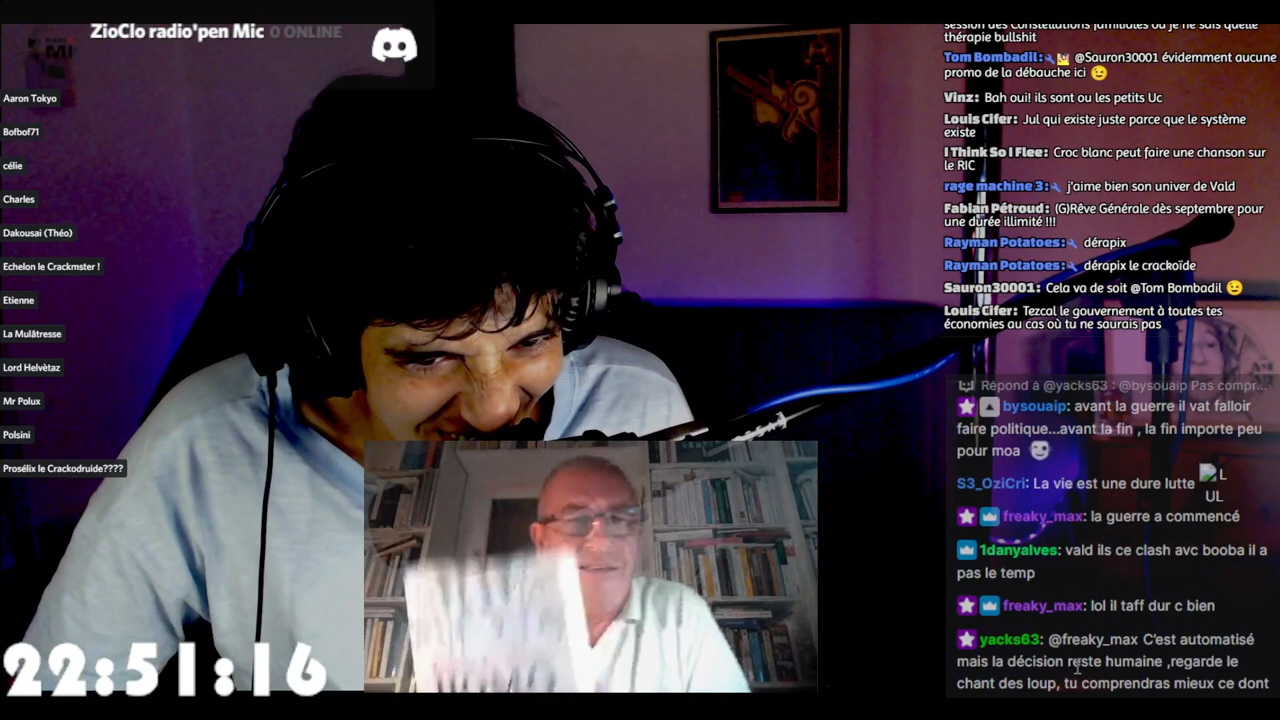 ZioClo radio'pen Mic 0 ONLINE
Aaron Tokyo
Bofbof71
célie
Charles
Dakousai (Théo)
Echelon le Crackmster !
Etienne
La Mulâtresse
Lord Helvètaz
Mr Polux
Polsini
Prosélix le Crackodruide????
22:51:16
session des Constellations familiales ou je ne sais quelle
thérapie bullshit
Tom Bombadil: @Sauron30001 évidemment aucune
promo de la débauche ici
Vinz: Bah oui! ils sont ou les petits Uc
Louis Cifer: Jul qui existe juste parce que le système
existe
I Think So I Flee: Croc blanc peut faire une chanson sur
le RIC
rage machine 3: j'aime bien son univer de Vald
Fabian Pétroud: (G)Rêve Générale dès septembre pour
une durée illimité !!!
Rayman Potatoes: dérapix
Rayman Potatoes: dérapix le crackoïde
Sauron30001: Cela va de soit @Tom Bombadil
Louis Cifer: Tezcal le gouvernement à toutes tes
économies au cas où tu ne saurais pas
Répond à @yacks63 : @bysouaip Pas compr...
bysouaip: avant la guerre il vat falloir
faire politique...avant la fin , la fin importe peu
pour moa
S3_OziCri: La vie est une dure lutte L
UL
freaky_max: la guerre a commencé
1danyalves: vald ils ce clash avc booba il a
pas le temp
freaky_max: lol il taff dur c bien
yacks63: @freaky_max C'est automatisé
mais la décision reste humaine ,regarde le
chant des loup, tu comprendras mieux ce dont